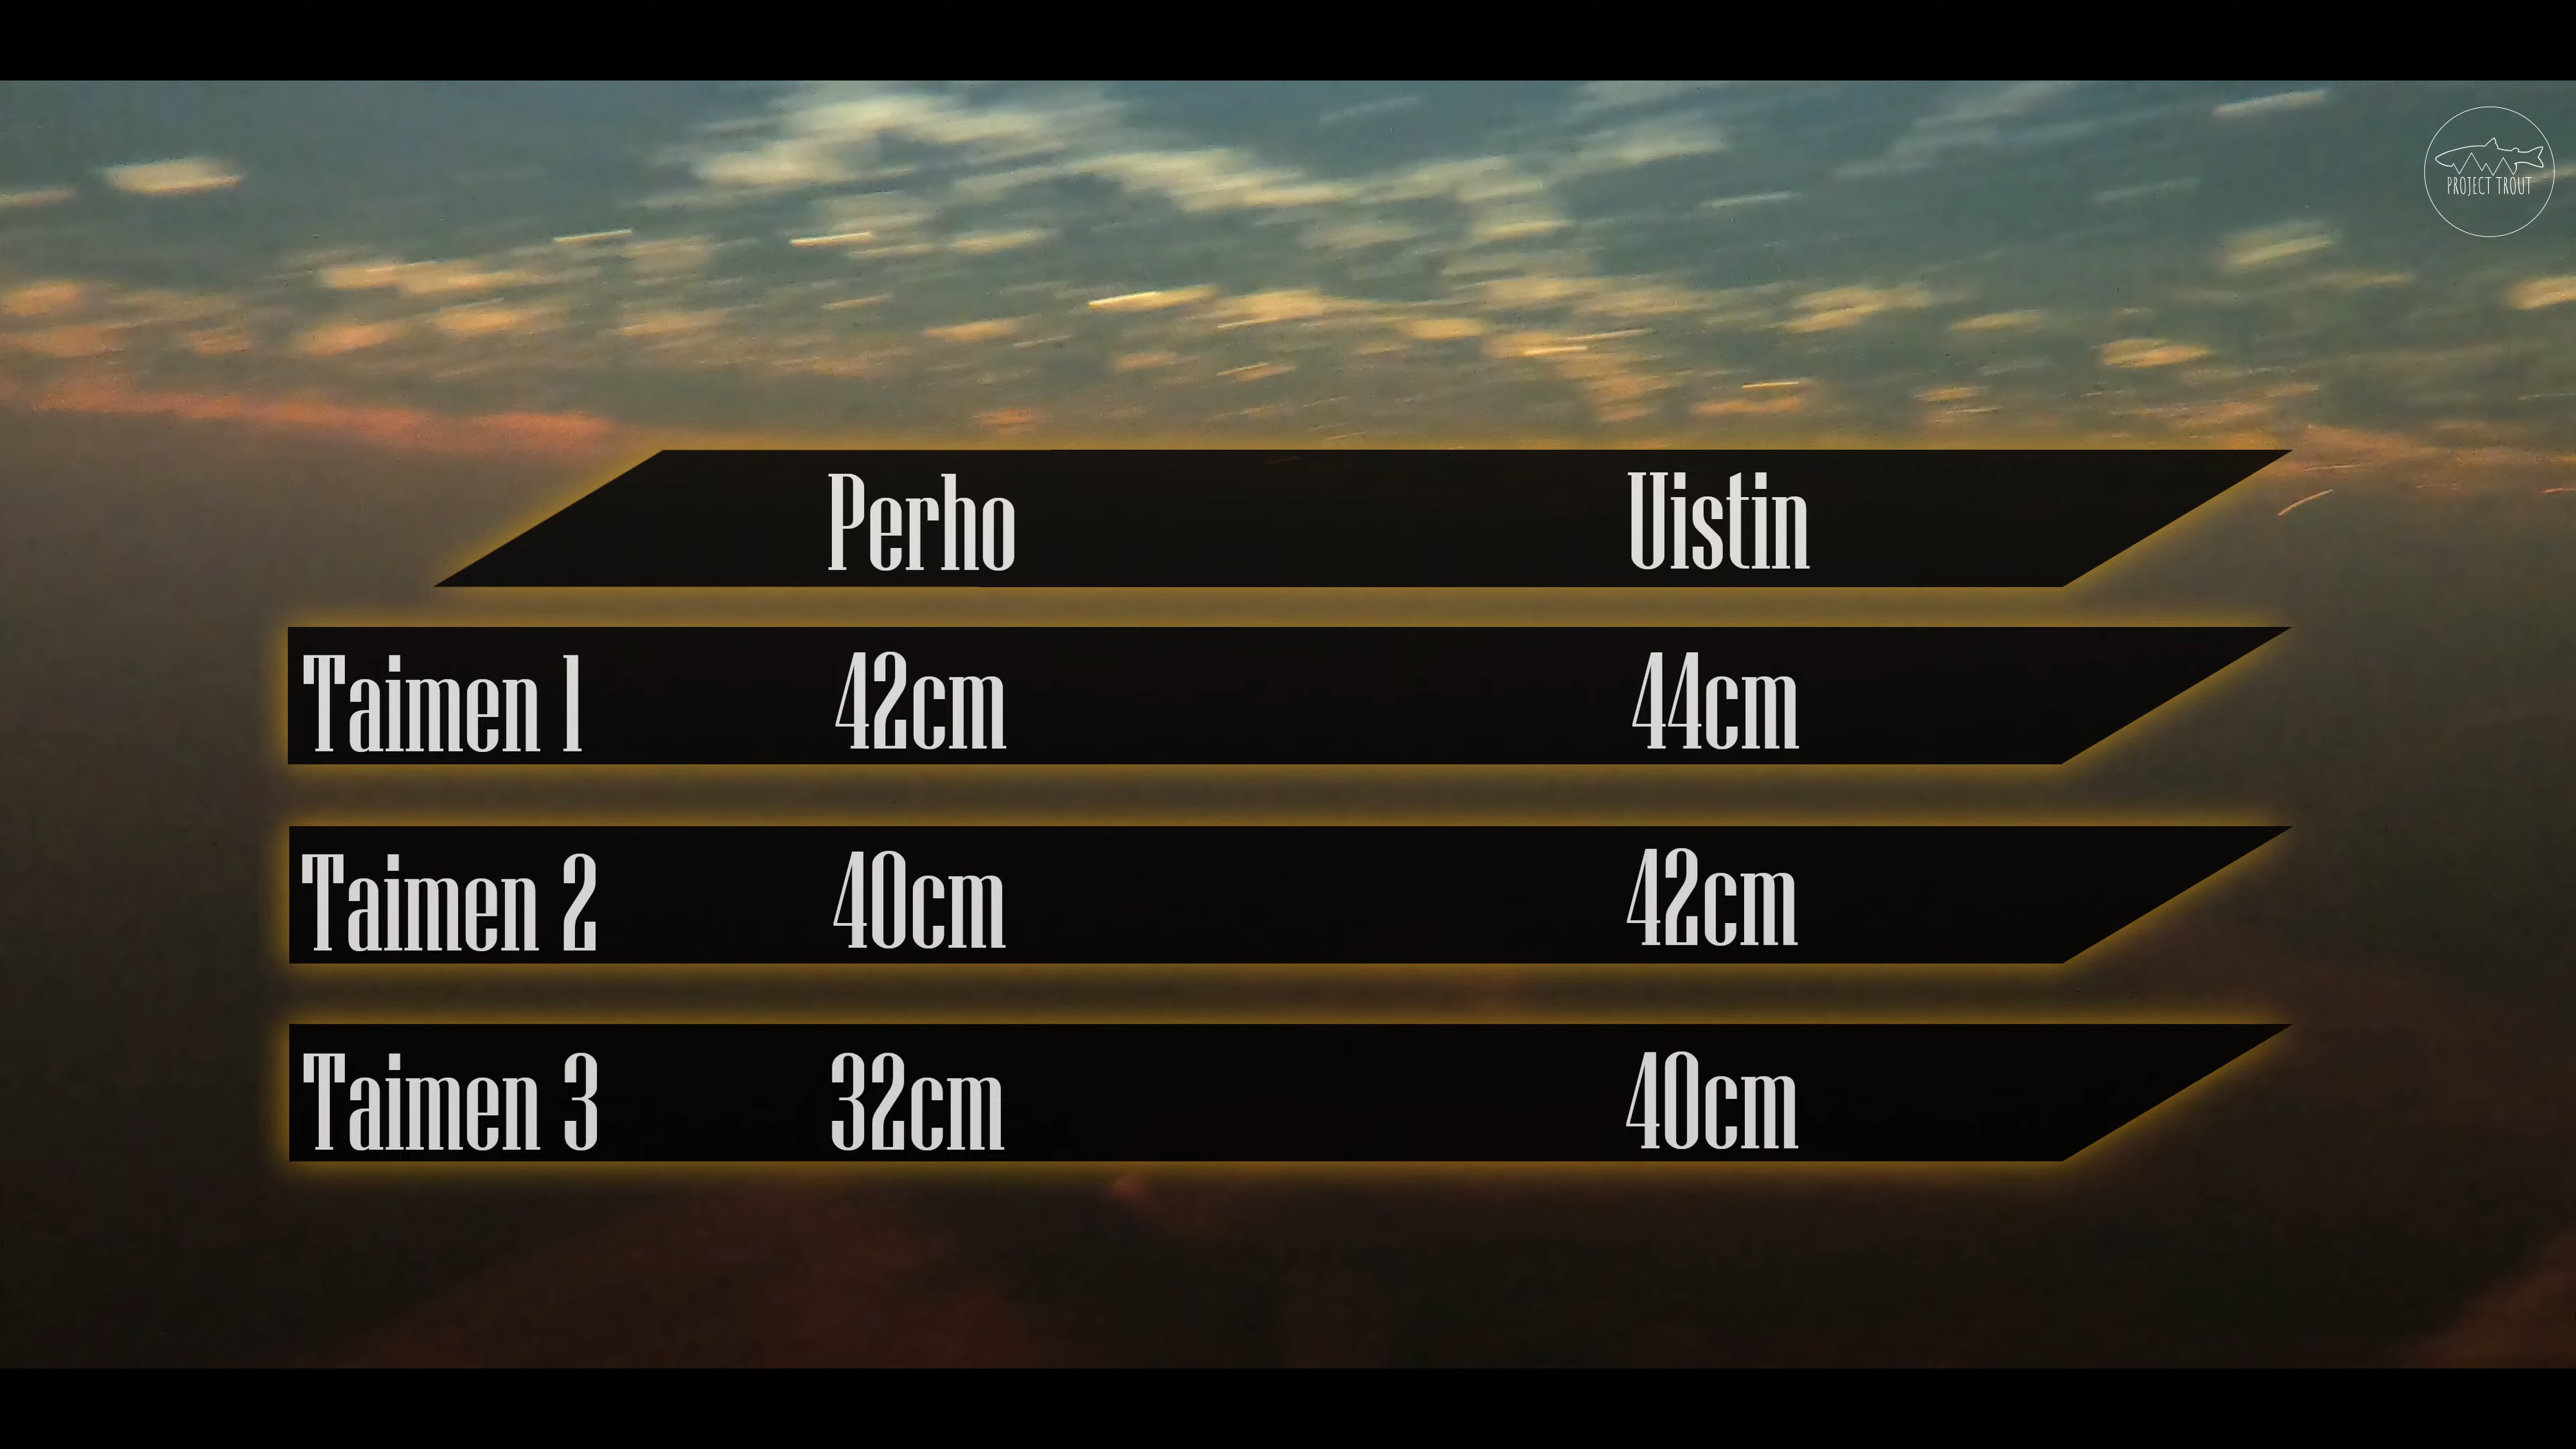 PROJECT TROUT
Perho Uistin
Taimen 1 42cm 44cm
Taimen 2 40cm 42cm
Taimen 3 32cm 40cm